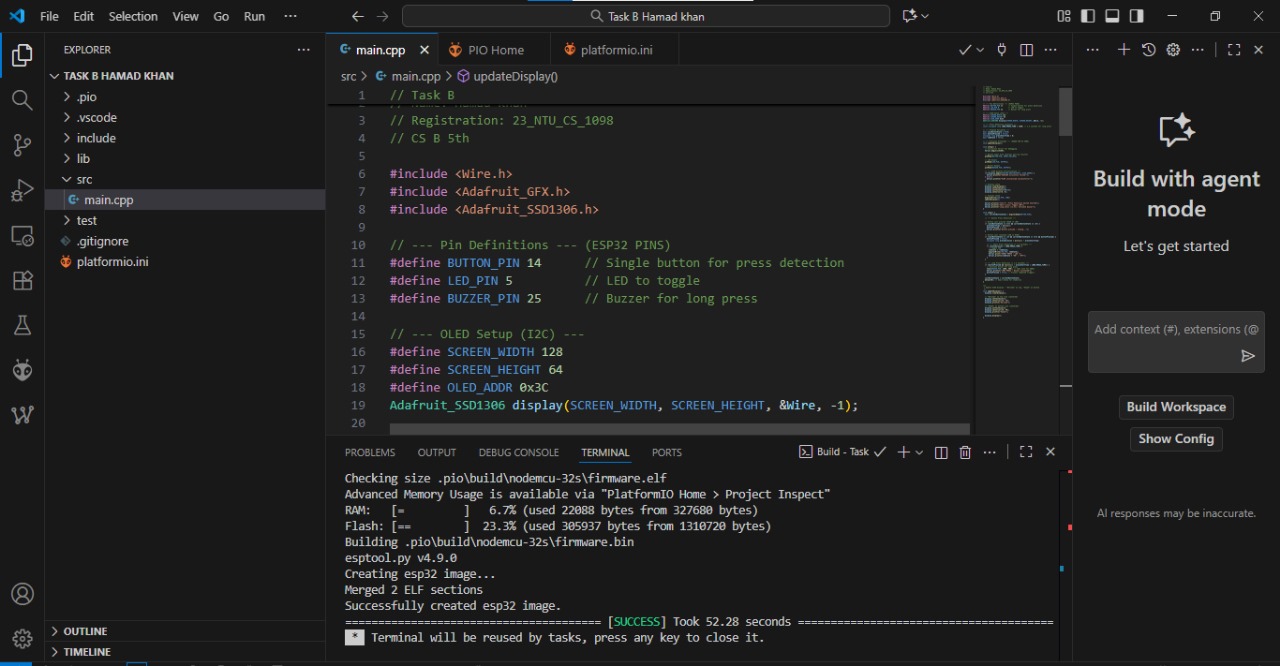 File Edit Selection View Go Run ··· Task B Hamad khan
EXPLORER ···
TASK B HAMAD KHAN
.pio
.vscode
include
lib
src
main.cpp
test
.gitignore
platformio.ini
OUTLINE
TIMELINE
main.cpp PIO Home platformio.ini
src > main.cpp > updateDisplay()
1 // Task B
3 // Registration: 23_NTU_CS_1098
4 // CS B 5th
5
6 #include <Wire.h>
7 #include <Adafruit_GFX.h>
8 #include <Adafruit_SSD1306.h>
9
10 // --- Pin Definitions --- (ESP32 PINS)
11 #define BUTTON_PIN 14 // Single button for press detection
12 #define LED_PIN 5 // LED to toggle
13 #define BUZZER_PIN 25 // Buzzer for long press
14
15 // --- OLED Setup (I2C) ---
16 #define SCREEN_WIDTH 128
17 #define SCREEN_HEIGHT 64
18 #define OLED_ADDR 0x3C
19 Adafruit_SSD1306 display(SCREEN_WIDTH, SCREEN_HEIGHT, &Wire, -1);
20
PROBLEMS OUTPUT DEBUG CONSOLE TERMINAL PORTS Build - Task
Checking size .pio\build\nodemcu-32s\firmware.elf
Advanced Memory Usage is available via "PlatformIO Home > Project Inspect"
RAM: [= ] 6.7% (used 22088 bytes from 327680 bytes)
Flash: [== ] 23.3% (used 305937 bytes from 1310720 bytes)
Building .pio\build\nodemcu-32s\firmware.bin
esptool.py v4.9.0
Creating esp32 image...
Merged 2 ELF sections
Successfully created esp32 image.
======================================= [SUCCESS] Took 52.28 seconds =======================================
* Terminal will be reused by tasks, press any key to close it.
Build with agent
mode
Let's get started
Add context (#), extensions (@
Build Workspace
Show Config
AI responses may be inaccurate.